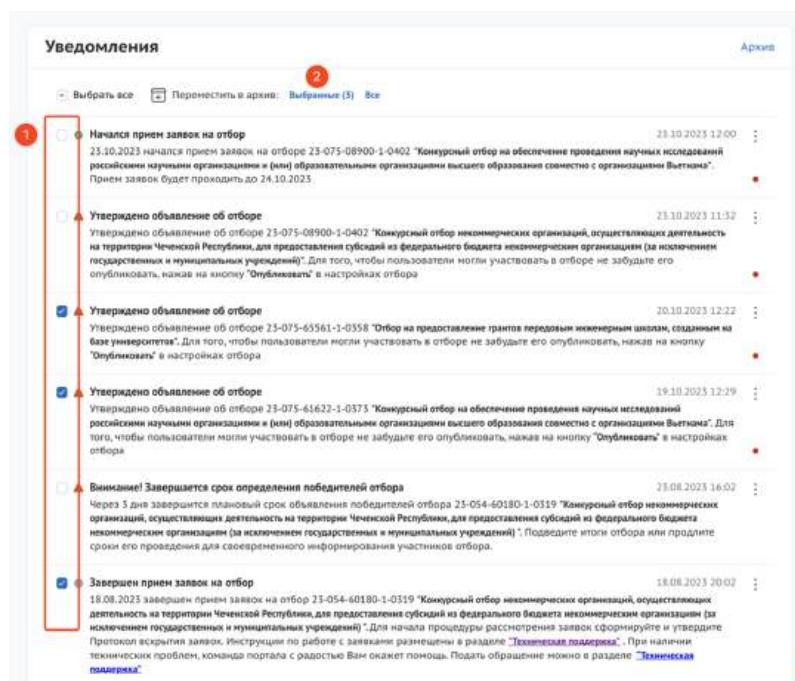 Уведомления
Архив
2
Выбрать все Переместить в архив: Выбранные (3) Все
1
Начался прием заявок на отбор 23.10.2023 12:00
23.10.2023 начался прием заявок на отборе 23-075-08900-1-0402 "Конкурсный отбор на обеспечение проведения научных исследований
российскими научными организациями и (или) образовательными организациями высшего образования совместно с организациями Вьетнама".
Прием заявок будет проходить до 24.10.2023
Утверждено объявление об отборе 23.10.2023 11:32
Утверждено объявление об отборе 23-075-08900-1-0402 "Конкурсный отбор некоммерческих организаций, осуществляющих деятельность
на территории Чеченской Республики, для предоставления субсидий из федерального бюджета некоммерческим организациям (за исключением
государственных и муниципальных учреждений)". Для того, чтобы пользователи могли участвовать в отборе не забудьте его
опубликовать, нажав на кнопку "Опубликовать" в настройках отбора
Утверждено объявление об отборе 20.10.2023 12:22
Утверждено объявление об отборе 23-075-65561-1-0358 "Отбор на предоставление грантов передовым инженерным школам, созданным на
базе университетов". Для того, чтобы пользователи могли участвовать в отборе не забудьте его опубликовать, нажав на кнопку
"Опубликовать" в настройках отбора
Утверждено объявление об отборе 19.10.2023 12:29
Утверждено объявление об отборе 23-075-61622-1-0373 "Конкурсный отбор на обеспечение проведения научных исследований
российскими научными организациями и (или) образовательными организациями высшего образования совместно с организациями Вьетнама". Для
того, чтобы пользователи могли участвовать в отборе не забудьте его опубликовать, нажав на кнопку "Опубликовать" в настройках
отбора
Внимание! Завершается срок определения победителей отбора 23.08.2023 16:02
Через 3 дня завершится плановый срок объявления победителей отбора 23-054-60180-1-0319 "Конкурсный отбор некоммерческих
организаций, осуществляющих деятельность на территории Чеченской Республики, для предоставления субсидий из федерального бюджета
некоммерческим организациям (за исключением государственных и муниципальных учреждений) ". Подведите итоги отбора или продлите
сроки его проведения для своевременного информирования участников отбора.
Завершен прием заявок на отбор 18.08.2023 20:02
18.08.2023 завершен прием заявок на отбор 23-054-60180-1-0319 "Конкурсный отбор некоммерческих организаций, осуществляющих
деятельность на территории Чеченской Республики, для предоставления субсидий из федерального бюджета некоммерческим организациям (за
исключением государственных и муниципальных учреждений) ". Для начала процедуры рассмотрения заявок сформируйте и утвердите
Протокол вскрытия заявок. Инструкции по работе с заявками размещены в разделе "Техническая поддержка" . При наличии
технических проблем, команда портала с радостью Вам окажет помощь. Подать обращение можно в разделе "Техническая
поддержка"